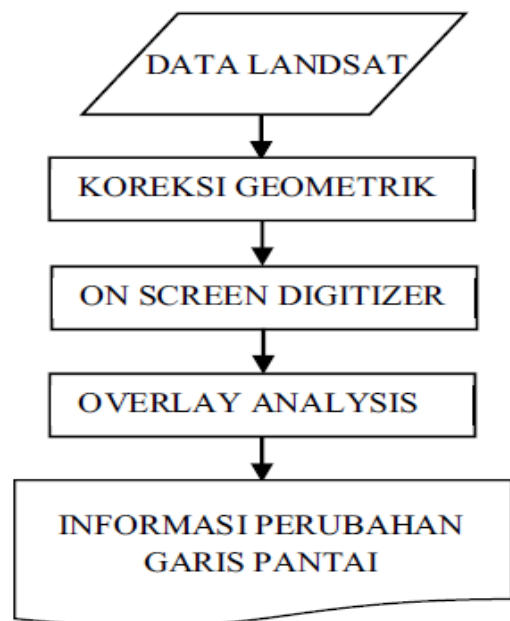 DATA LANDSAT
KOREKSI GEOMETRIK
ON SCREEN DIGITIZER
OVERLAY ANALYSIS
INFORMASI PERUBAHAN
GARIS PANTAI